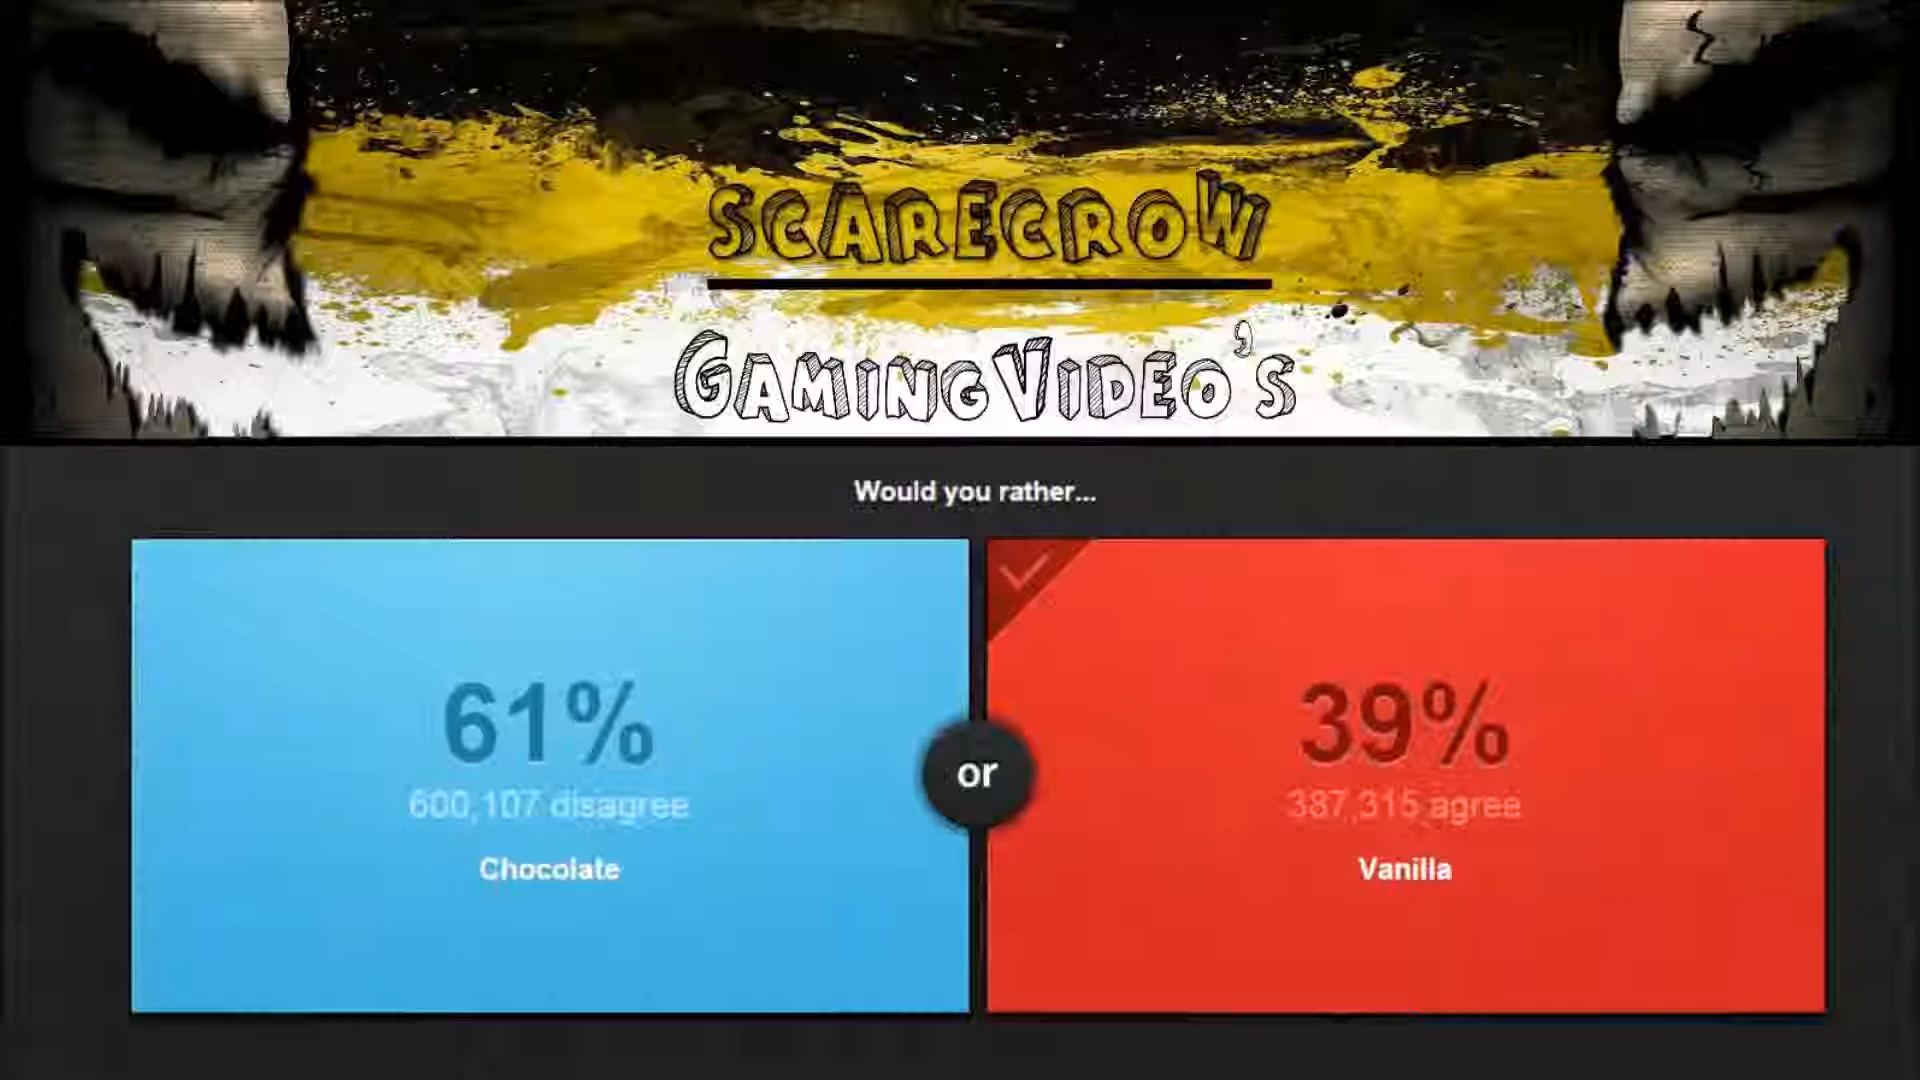 SCARECROW
GAMINGVIDEO'S
Would you rather...
61%
600,107 disagree
Chocolate
or
39%
387,315 agree
Vanilla